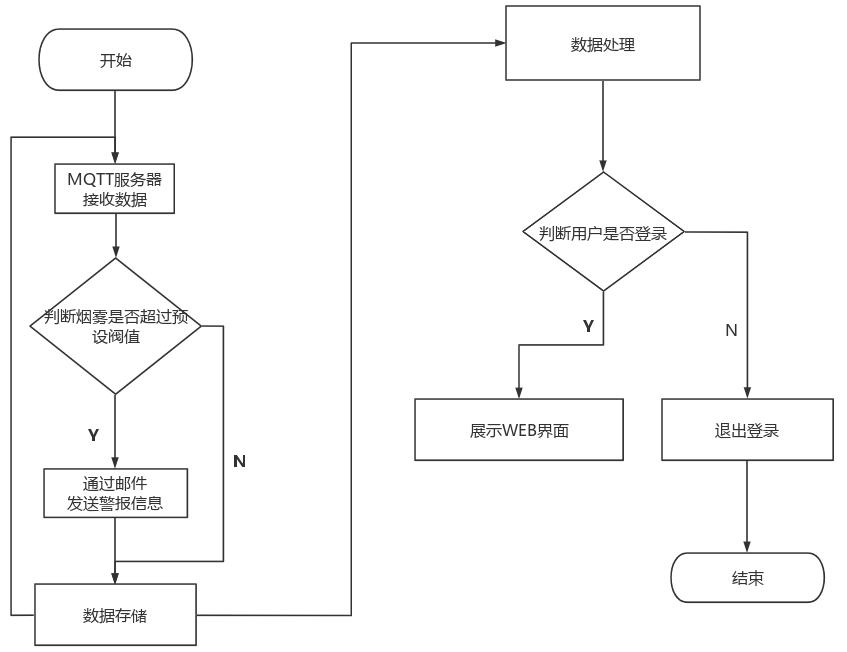 开始
MQTT服务器
接收数据
判断烟雾是否超过预
设阀值
Y
N
通过邮件
发送警报信息
数据存储
数据处理
判断用户是否登录
Y
N
展示WEB界面
退出登录
结束